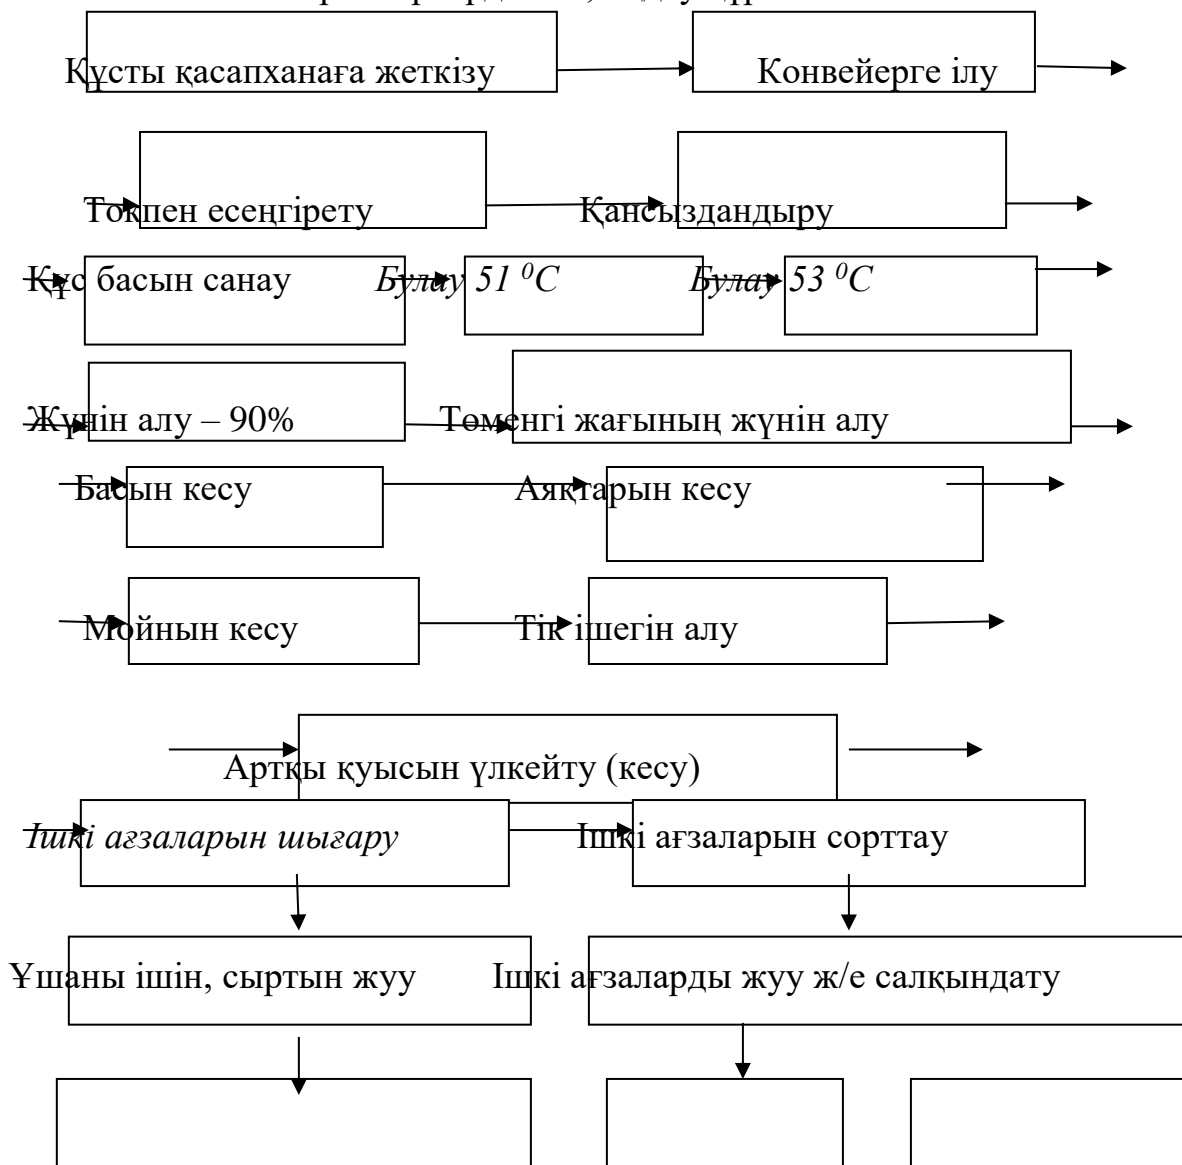 Құсты қасапханаға жеткізу Конвейерге ілу
Токпен есеңгірету Қансыздандыру
Құс басын санау Булау 51 ⁰С Булау 53 ⁰С
Жүнін алу – 90% Төменгі жағының жүнін алу
Басын кесу Аяқтарын кесу
Мойнын кесу Тік ішегін алу
Артқы қуысын үлкейту (кесу)
Ішкі ағзаларын шығару Ішкі ағзаларын сорттау
Ұшаны ішін, сыртын жуу Ішкі ағзаларды жуу ж/е салқындату